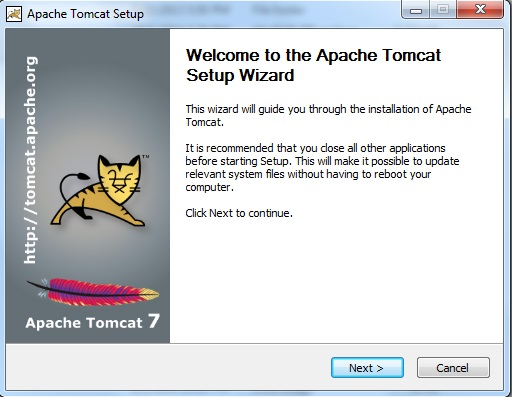 Apache Tomcat Setup
http://tomcat.apache.org
TM
Apache Tomcat 7
Welcome to the Apache Tomcat
Setup Wizard
This wizard will guide you through the installation of Apache
Tomcat.
It is recommended that you close all other applications
before starting Setup. This will make it possible to update
relevant system files without having to reboot your
computer.
Click Next to continue.
Next >
Cancel